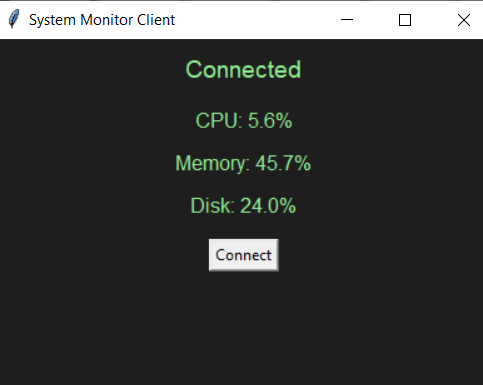 System Monitor Client
Connected
CPU: 5.6%
Memory: 45.7%
Disk: 24.0%
Connect